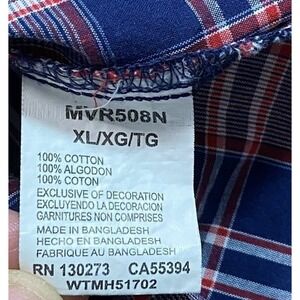 MVR508N
XL/XG/TG
100% COTTON
100% ALGODON
100% COTON
EXCLUSIVE OF DECORATION
EXCLUYENDO LA DECORACION
GARNITURES NON COMPRISES
MADE IN BANGLADESH
HECHO EN BANGLADESH
FABRIQUE AU BANGLADESH
RN 130273 CA55394
WTMH51702